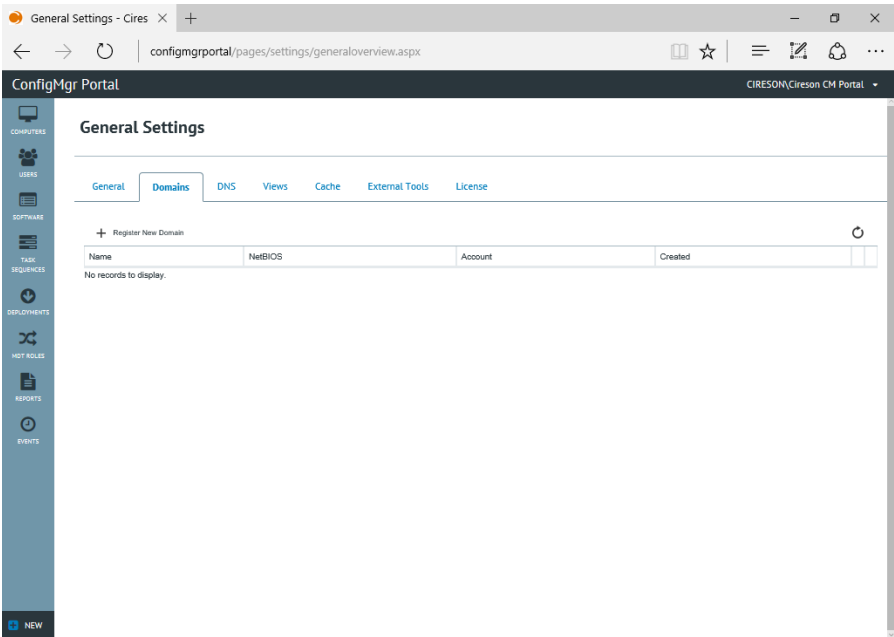 General Settings - Cires
configmgrportal/pages/settings/generaloverview.aspx
ConfigMgr Portal
CIRESON\Cireson CM Portal
COMPUTERS
USERS
SOFTWARE
TASK
SEQUENCES
DEPLOYMENTS
MDT ROLES
REPORTS
EVENTS
NEW
General Settings
General Domains DNS Views Cache External Tools License
Register New Domain
Name NetBIOS Account Created
No records to display.